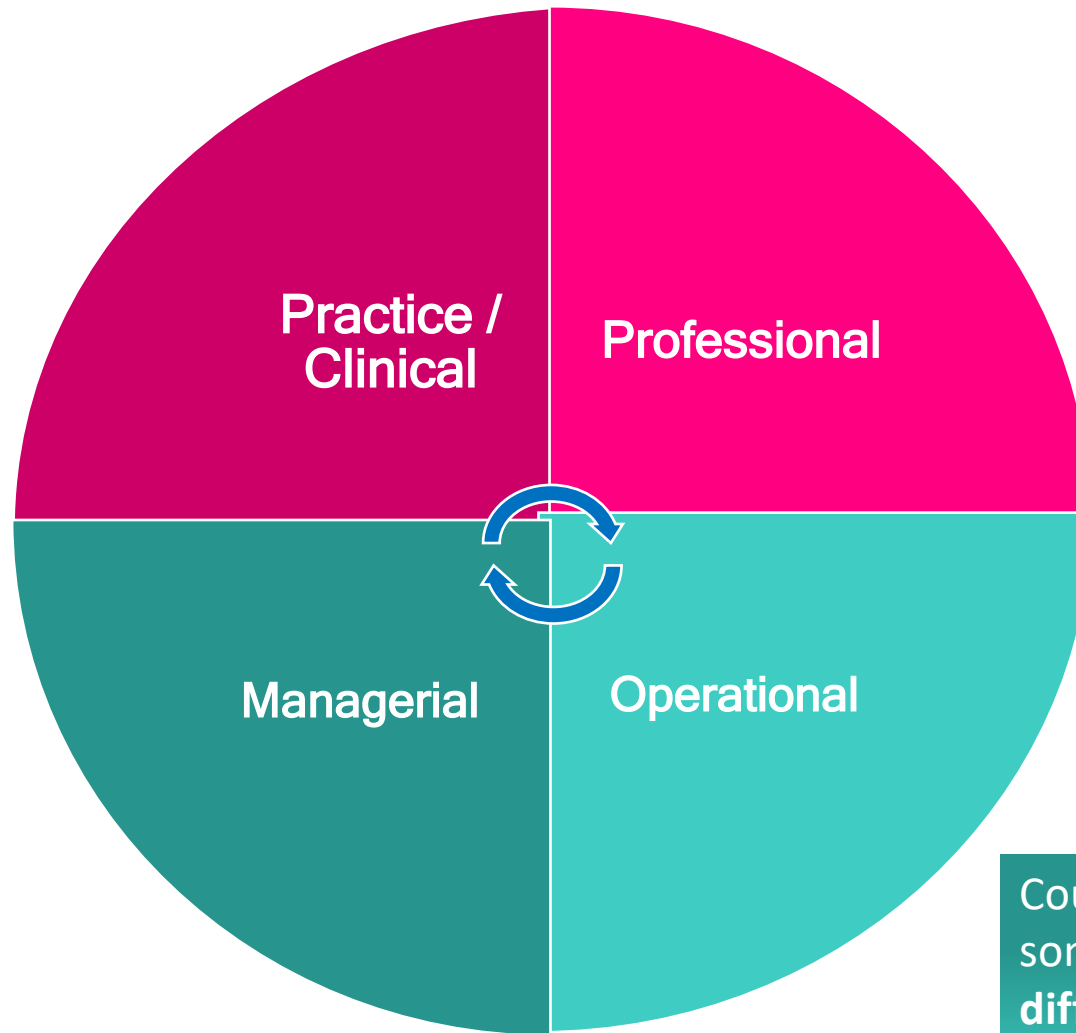 Practice /
Clinical
Professional
Managerial
Operational